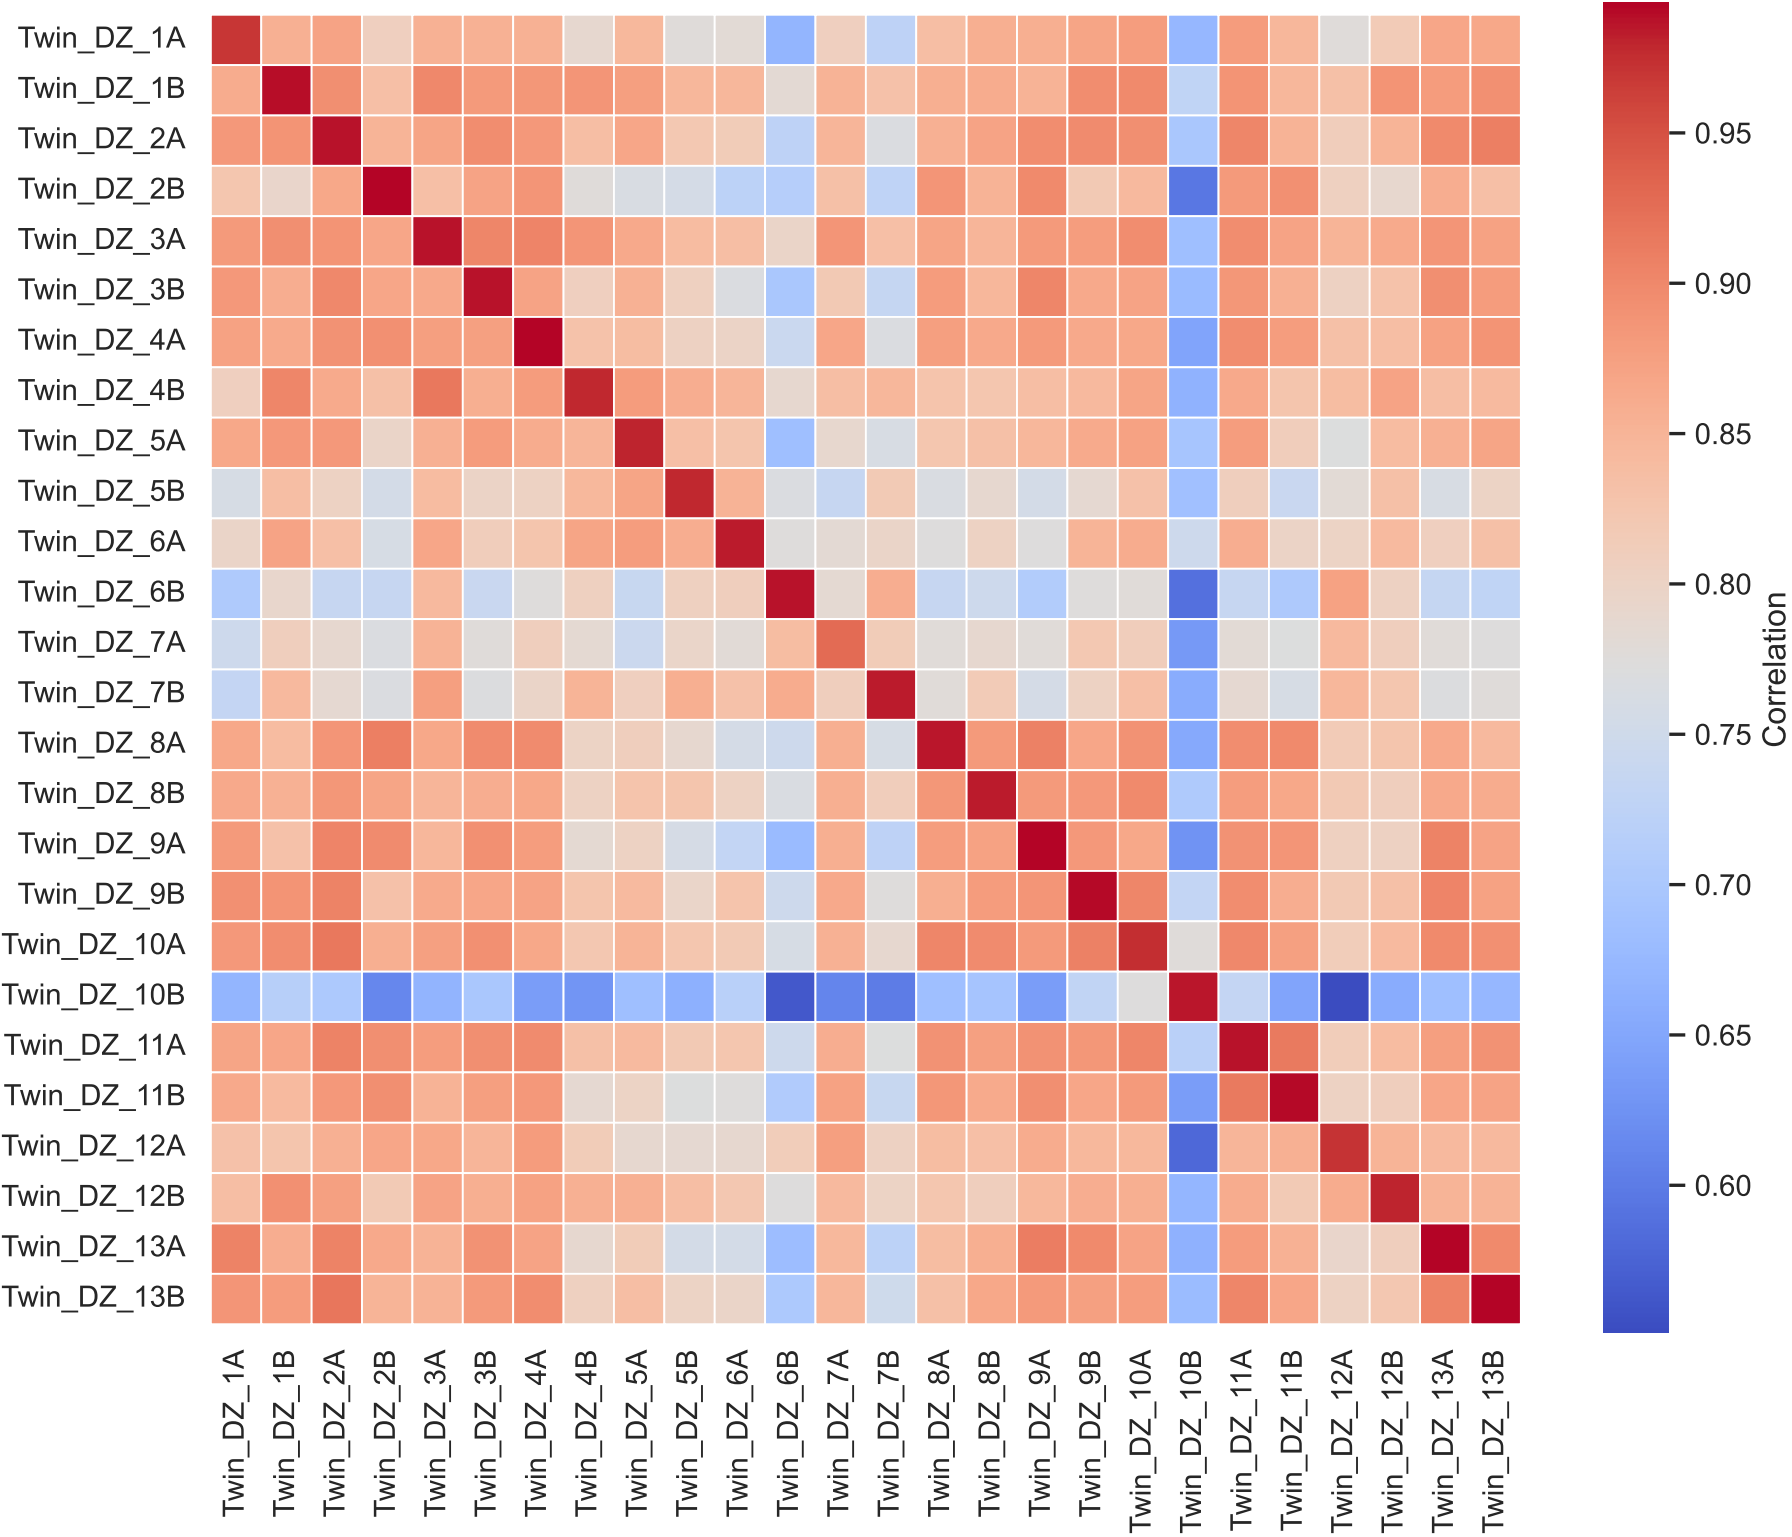 Twin_DZ_1A
Twin_DZ_1B
Twin_DZ_2A
Twin_DZ_2B
Twin_DZ_3A
Twin_DZ_3B
Twin_DZ_4A
Twin_DZ_4B
Twin_DZ_5A
Twin_DZ_5B
Twin_DZ_6A
Twin_DZ_6B
Twin_DZ_7A
Twin_DZ_7B
Twin_DZ_8A
Twin_DZ_8B
Twin_DZ_9A
Twin_DZ_9B
Twin_DZ_10A
Twin_DZ_10B
Twin_DZ_11A
Twin_DZ_11B
Twin_DZ_12A
Twin_DZ_12B
Twin_DZ_13A
Twin_DZ_13B
Twin_DZ_1A
Twin_DZ_1B
Twin_DZ_2A
Twin_DZ_2B
Twin_DZ_3A
Twin_DZ_3B
Twin_DZ_4A
Twin_DZ_4B
Twin_DZ_5A
Twin_DZ_5B
Twin_DZ_6A
Twin_DZ_6B
Twin_DZ_7A
Twin_DZ_7B
Twin_DZ_8A
Twin_DZ_8B
Twin_DZ_9A
Twin_DZ_9B
Twin_DZ_10A
Twin_DZ_10B
Twin_DZ_11A
Twin_DZ_11B
Twin_DZ_12A
Twin_DZ_12B
Twin_DZ_13A
Twin_DZ_13B
0.95
0.90
0.85
0.80
0.75
0.70
0.65
0.60
Correlation